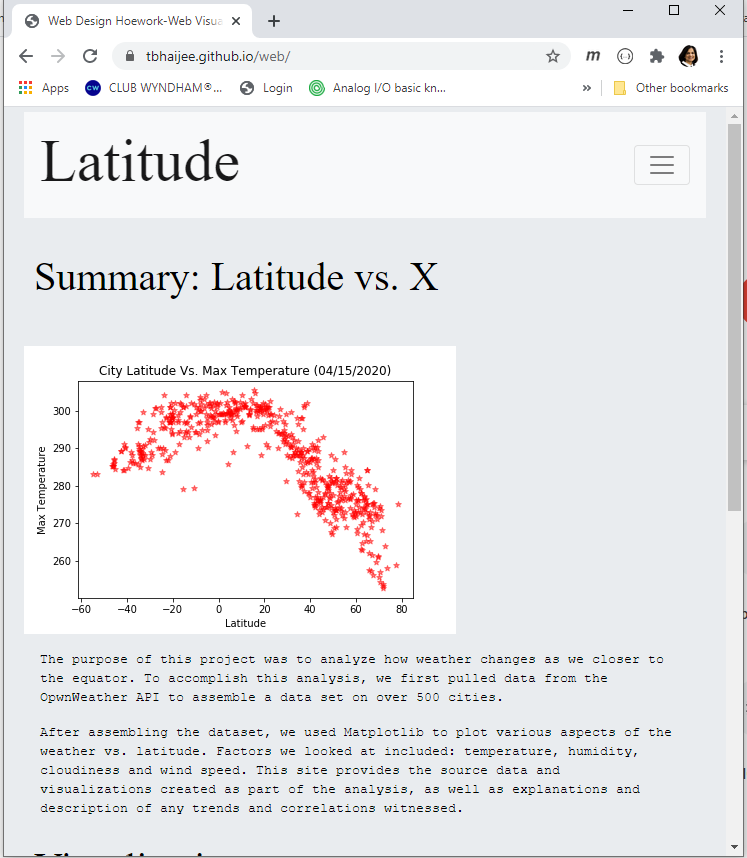 Web Design Hoework-Web Visua
tbhaijee.github.io/web/
m
Apps
CW
CLUB WYNDHAM®...
Login
Analog I/O basic kn...
»
Other bookmarks
Latitude
Summary: Latitude vs. X
City Latitude Vs. Max Temperature (04/15/2020)
300
290
280
270
260
Max Temperature
−60 −40 −20 0 20 40 60 80
Latitude
The purpose of this project was to analyze how weather changes as we closer to
the equator. To accomplish this analysis, we first pulled data from the
OpwnWeather API to assemble a data set on over 500 cities.
After assembling the dataset, we used Matplotlib to plot various aspects of the
weather vs. latitude. Factors we looked at included: temperature, humidity,
cloudiness and wind speed. This site provides the source data and
visualizations created as part of the analysis, as well as explanations and
description of any trends and correlations witnessed.